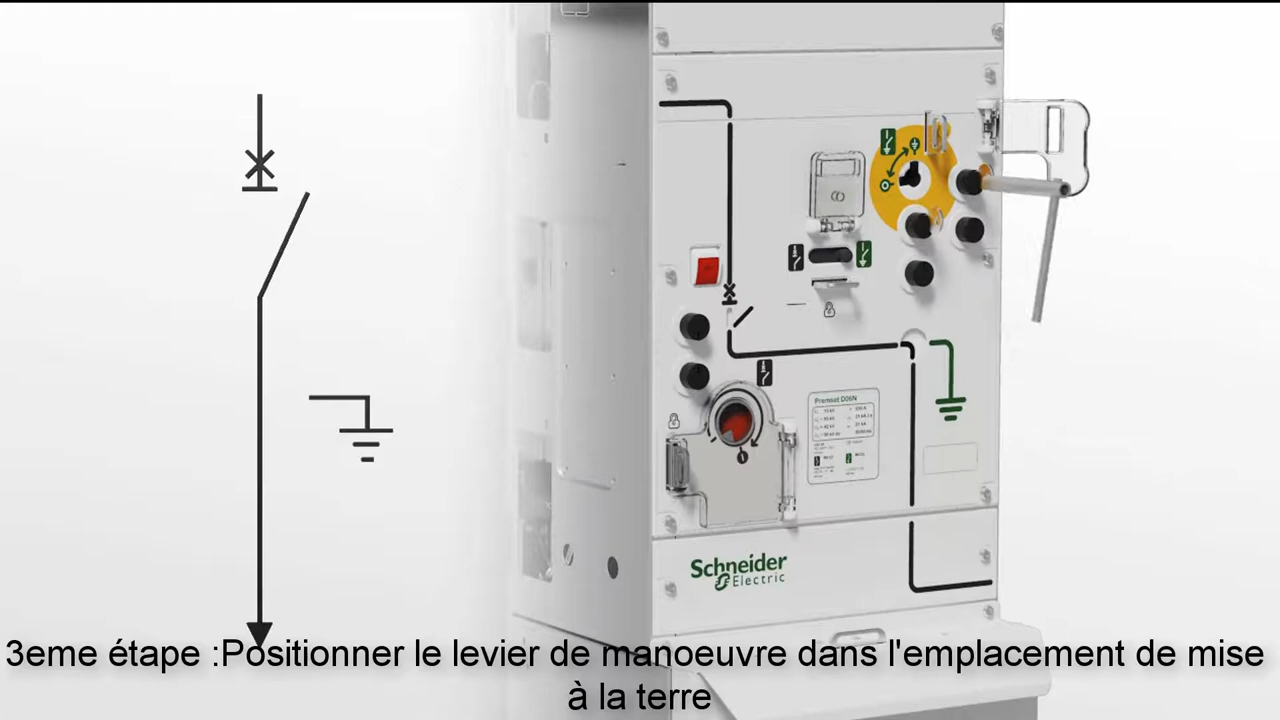 Premset D06N
Schneider
Electric
3eme étape :Positionner le levier de manoeuvre dans l'emplacement de mise
à la terre